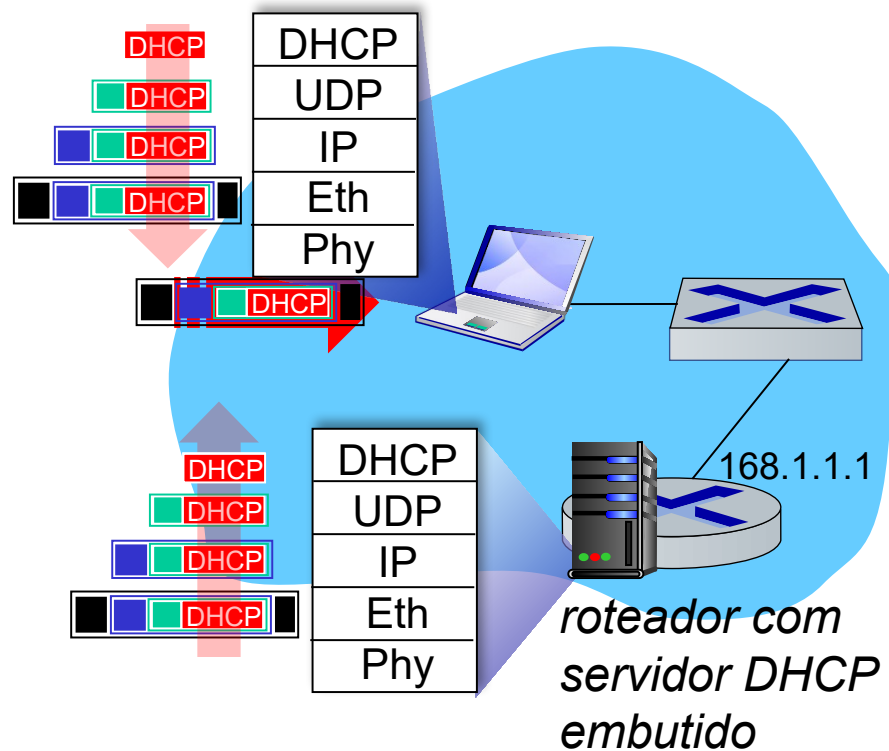 DHCP
DHCP
DHCP
DHCP
DHCP
DHCP
UDP
IP
Eth
Phy
DHCP
DHCP
DHCP
DHCP
DHCP
UDP
IP
Eth
Phy
168.1.1.1
roteador com
servidor DHCP
embutido